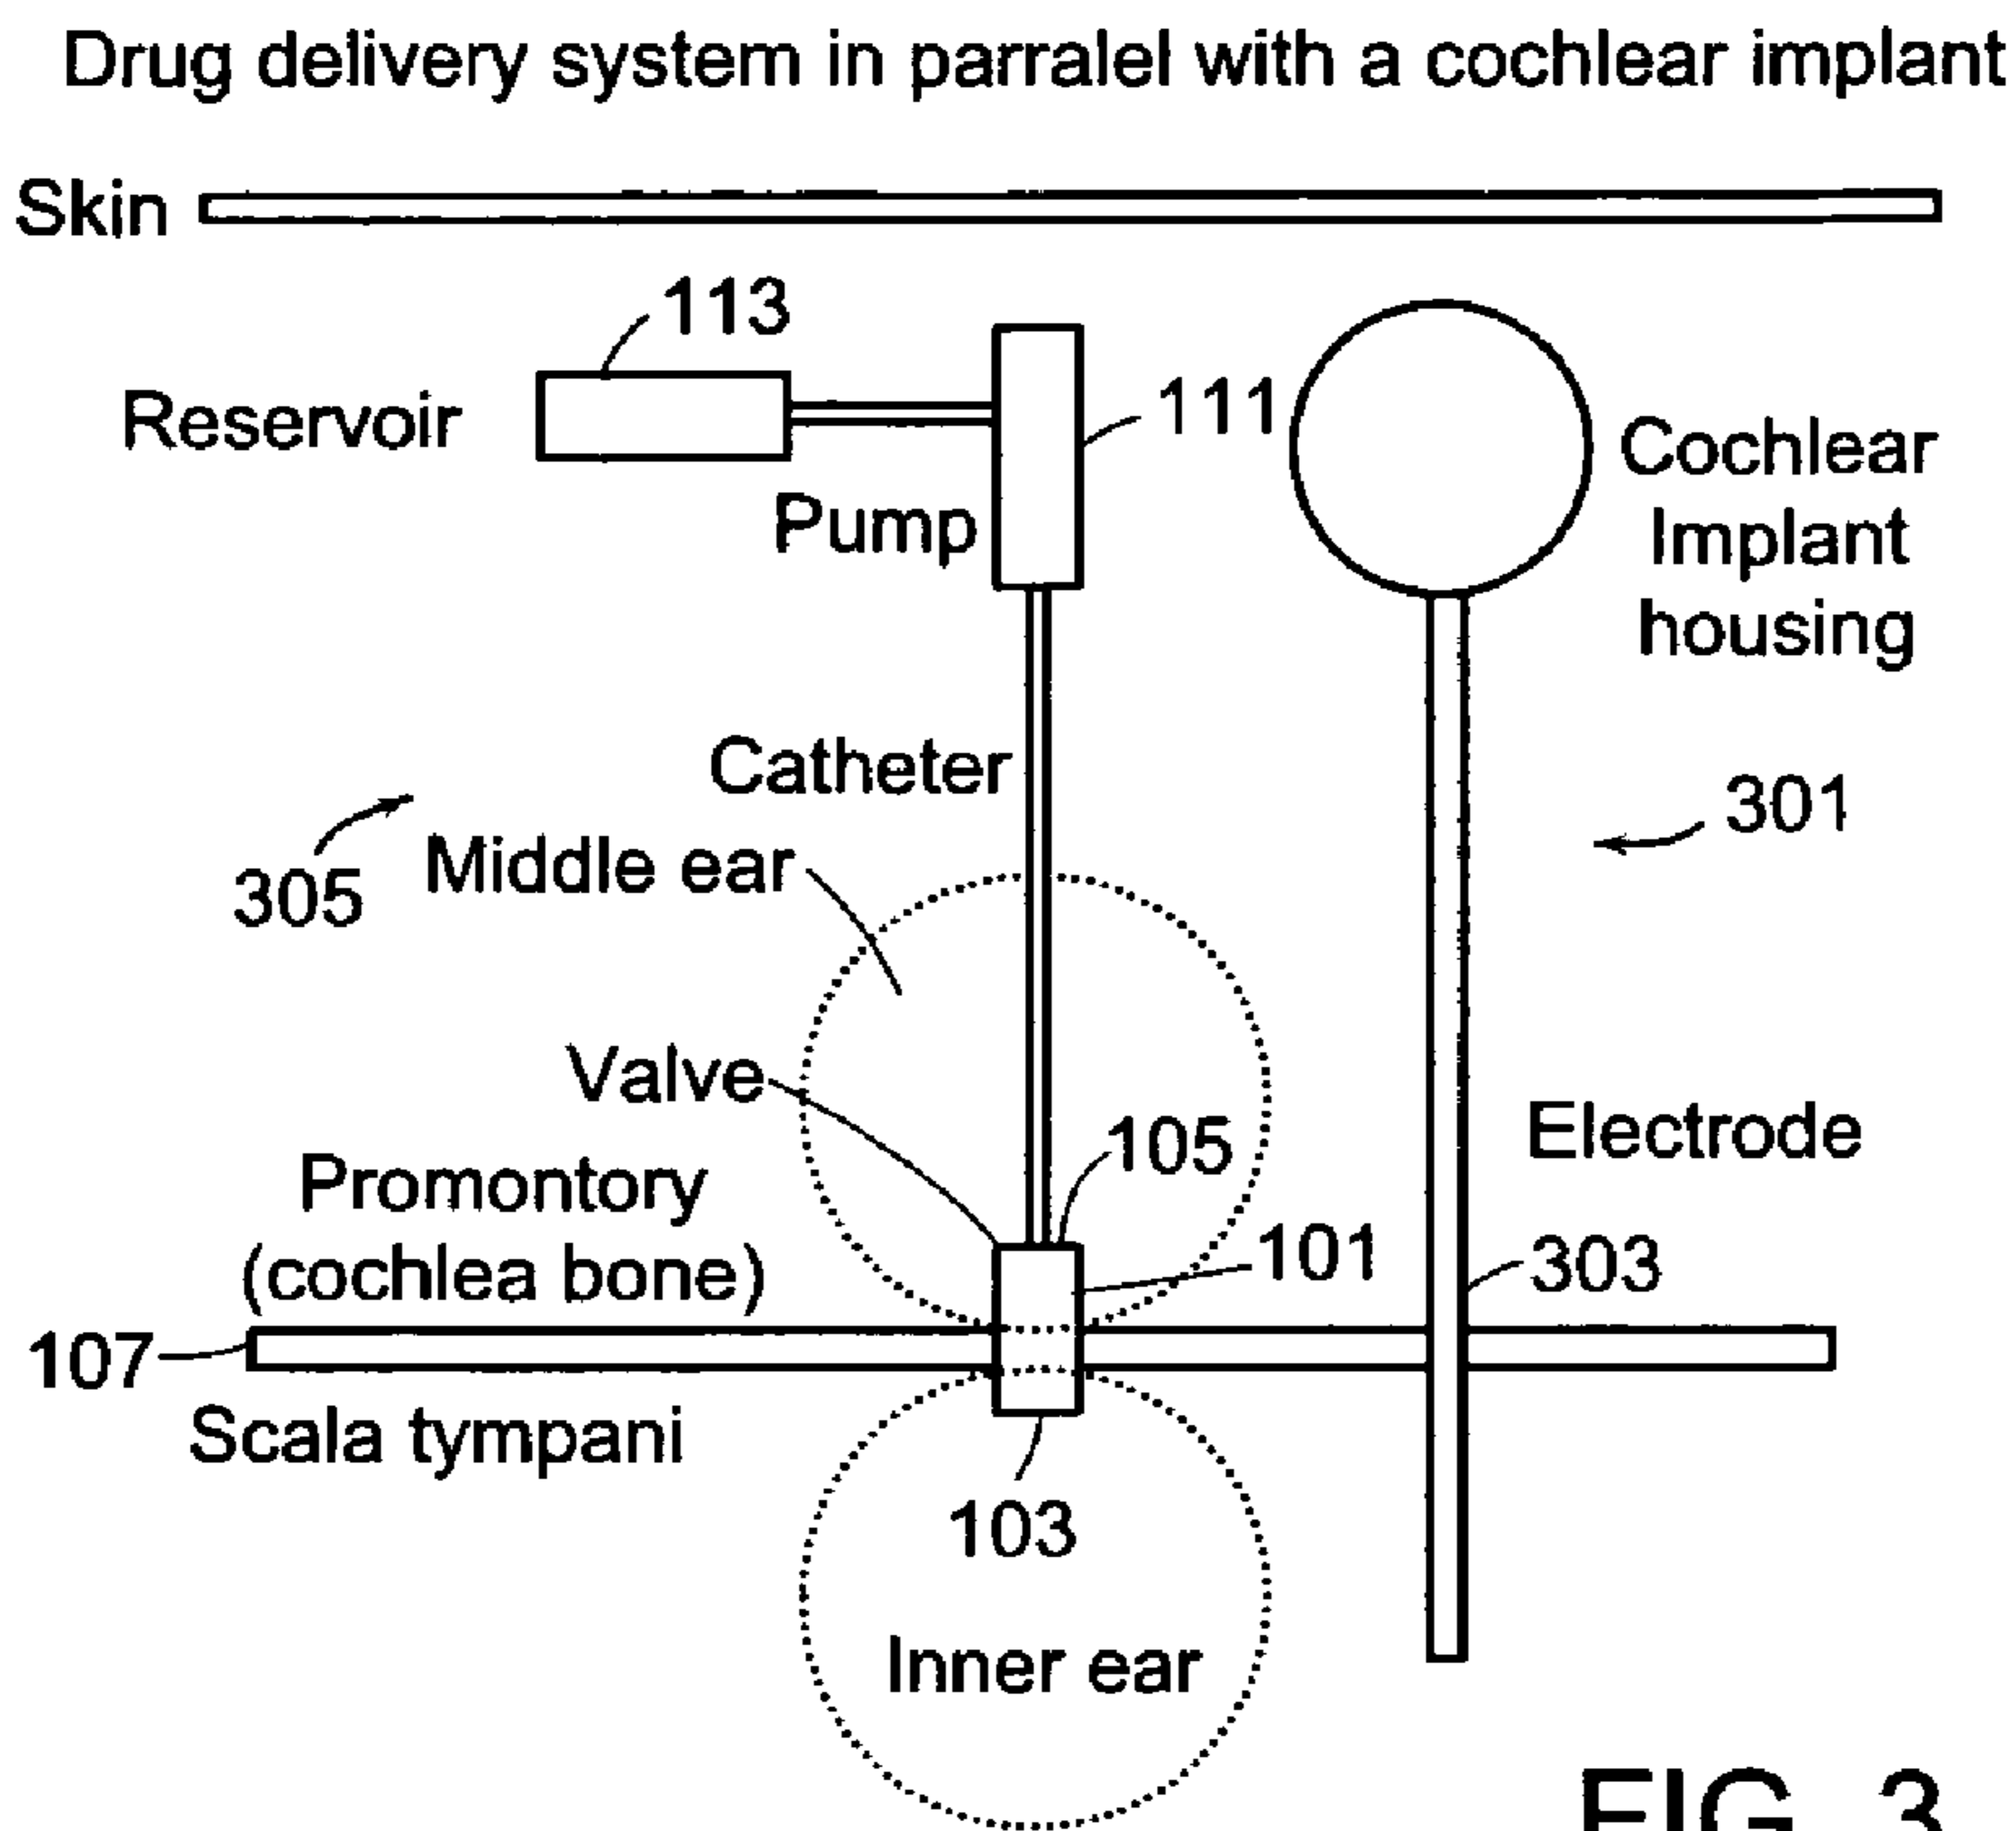 Drug delivery system in parralel with a cochlear implant
Skin
113
Reservoir
111
Pump
Cochlear
Implant
housing
Catheter
301
305
Middle ear
Valve
105
Electrode
Promontory
(cochlea bone)
101
303
107
Scala tympani
103
Inner ear
FIG. 3